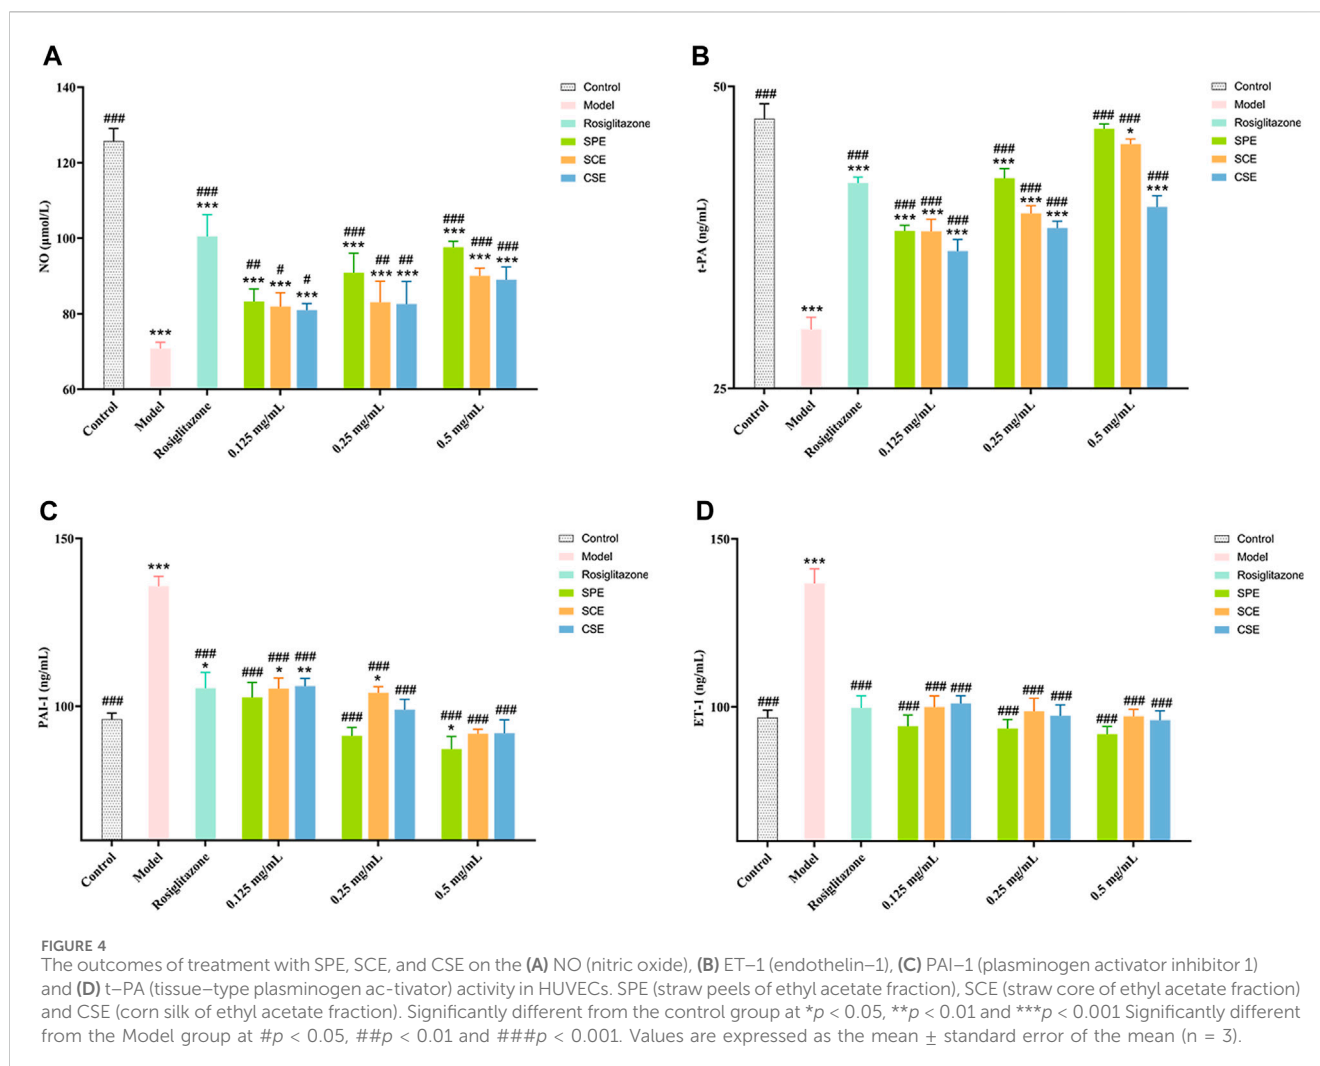 A
140
120
100
80
60
NO (µmol/L)
###
***
###
***
##
***
#
***
#
***
###
***
##
***
##
***
###
***
###
***
###
***
Control
Model
Rosiglitazone
0.125 mg/mL
0.25 mg/mL
0.5 mg/mL
Control
Model
Rosiglitazone
SPE
SCE
CSE
B
50
25
t-PA (ng/mL)
###
***
###
***
###
***
###
***
###
***
###
***
###
***
###
***
###
###
*
###
***
Control
Model
Rosiglitazone
0.125 mg/mL
0.25 mg/mL
0.5 mg/mL
Control
Model
Rosiglitazone
SPE
SCE
CSE
C
150
100
PAI-1 (ng/mL)
###
***
###
*
###
###
*
###
**
###
###
*
###
###
*
###
###
Control
Model
Rosiglitazone
0.125 mg/mL
0.25 mg/mL
0.5 mg/mL
Control
Model
Rosiglitazone
SPE
SCE
CSE
D
150
100
ET-1 (ng/mL)
###
***
###
###
###
###
###
###
###
###
###
###
Control
Model
Rosiglitazone
0.125 mg/mL
0.25 mg/mL
0.5 mg/mL
Control
Model
Rosiglitazone
SPE
SCE
CSE
FIGURE 4
The outcomes of treatment with SPE, SCE, and CSE on the (A) NO (nitric oxide), (B) ET–1 (endothelin–1), (C) PAI–1 (plasminogen activator inhibitor 1)
and (D) t–PA (tissue–type plasminogen ac-tivator) activity in HUVECs. SPE (straw peels of ethyl acetate fraction), SCE (straw core of ethyl acetate fraction)
and CSE (corn silk of ethyl acetate fraction). Significantly different from the control group at *p < 0.05, **p < 0.01 and ***p < 0.001 Significantly different
from the Model group at #p < 0.05, ##p < 0.01 and ###p < 0.001. Values are expressed as the mean ± standard error of the mean (n = 3).